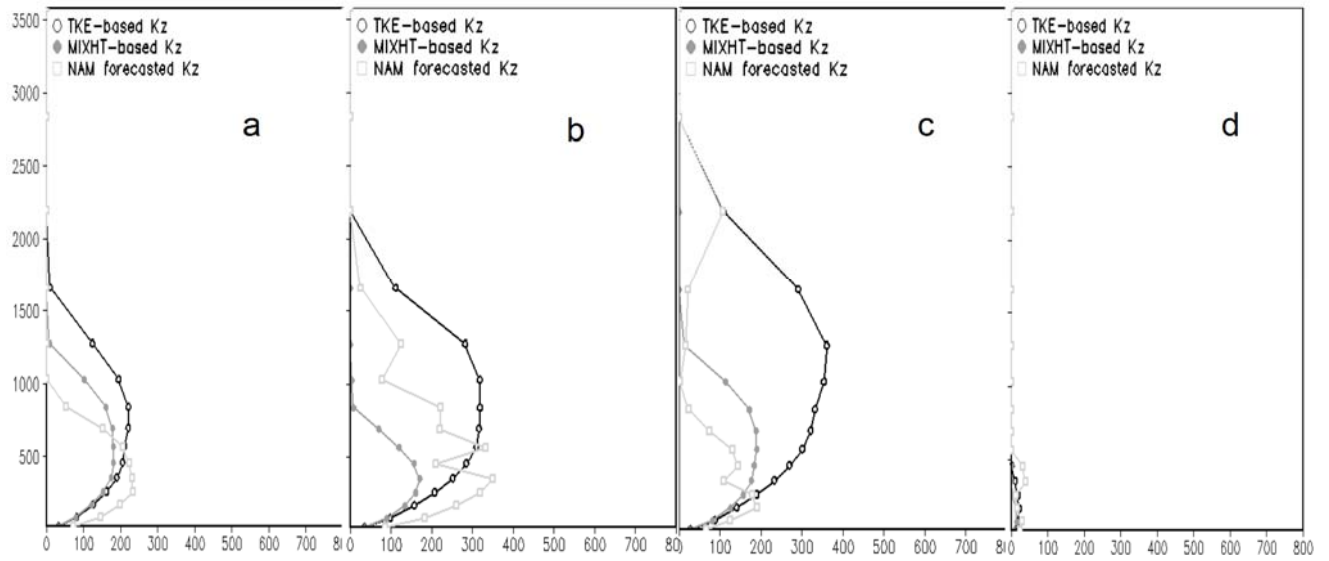 3500
3000
2500
2000
1500
1000
500
TKE-based Kz
MIXHT-based Kz
NAM forecasted Kz
a
0 100 200 300 400 500 600 700 8
TKE-based Kz
MIXHT-based Kz
NAM forecasted Kz
b
0 100 200 300 400 500 600 700 80
TKE-based Kz
MIXHT-based Kz
NAM forecasted Kz
c
0 100 200 300 400 500 600 700 8
TKE-based Kz
MIXHT-based Kz
NAM forecasted Kz
d
0 100 200 300 400 500 600 700 800